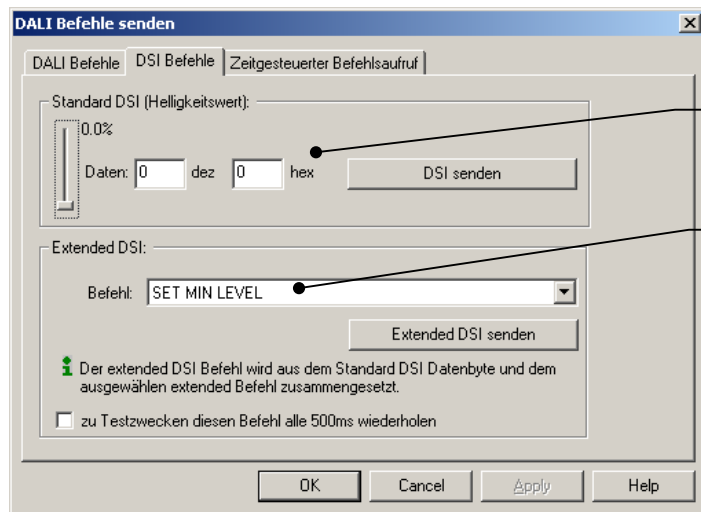 DALI Befehle senden
DALI Befehle DSI Befehle Zeitgesteuerter Befehlsaufruf
Standard DSI (Helligkeitswert):
0.0%
Daten: 0 dez 0 hex DSI senden
Extended DSI:
Befehl: SET MIN LEVEL
Extended DSI senden
Der extended DSI Befehl wird aus dem Standard DSI Datenbyte und dem
ausgewählen extended Befehl zusammengesetzt.
zu Testzwecken diesen Befehl alle 500ms wiederholen
OK Cancel Apply Help